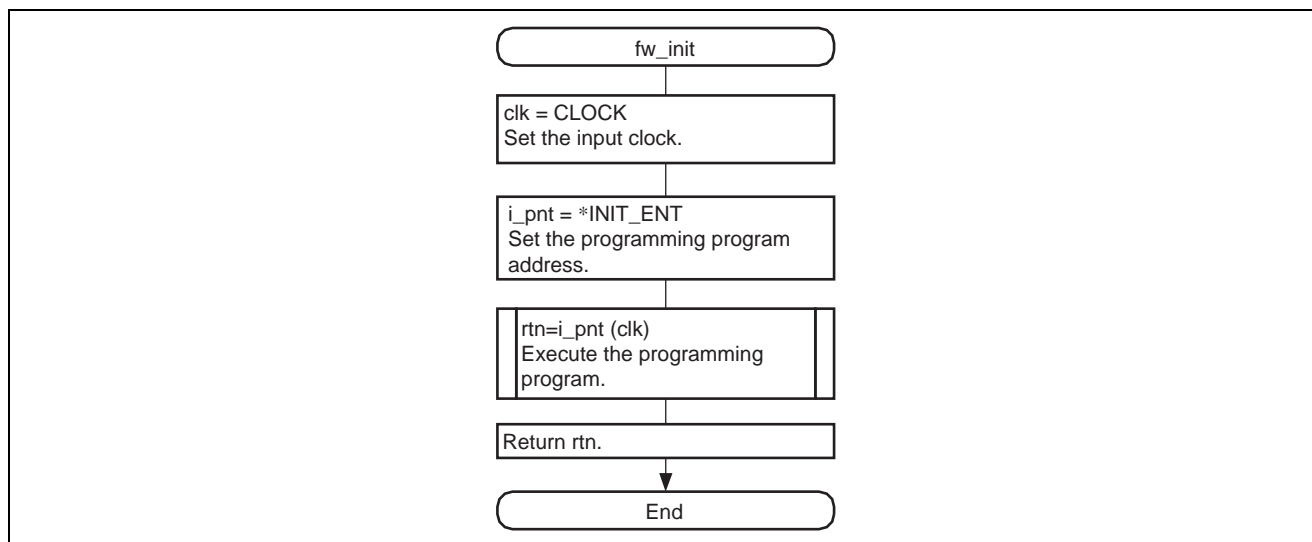 fw_init
clk = CLOCK
Set the input clock.
i_pnt = *INIT_ENT
Set the programming program
address.
rtn=i_pnt (clk)
Execute the programming
program.
Return rtn.
End